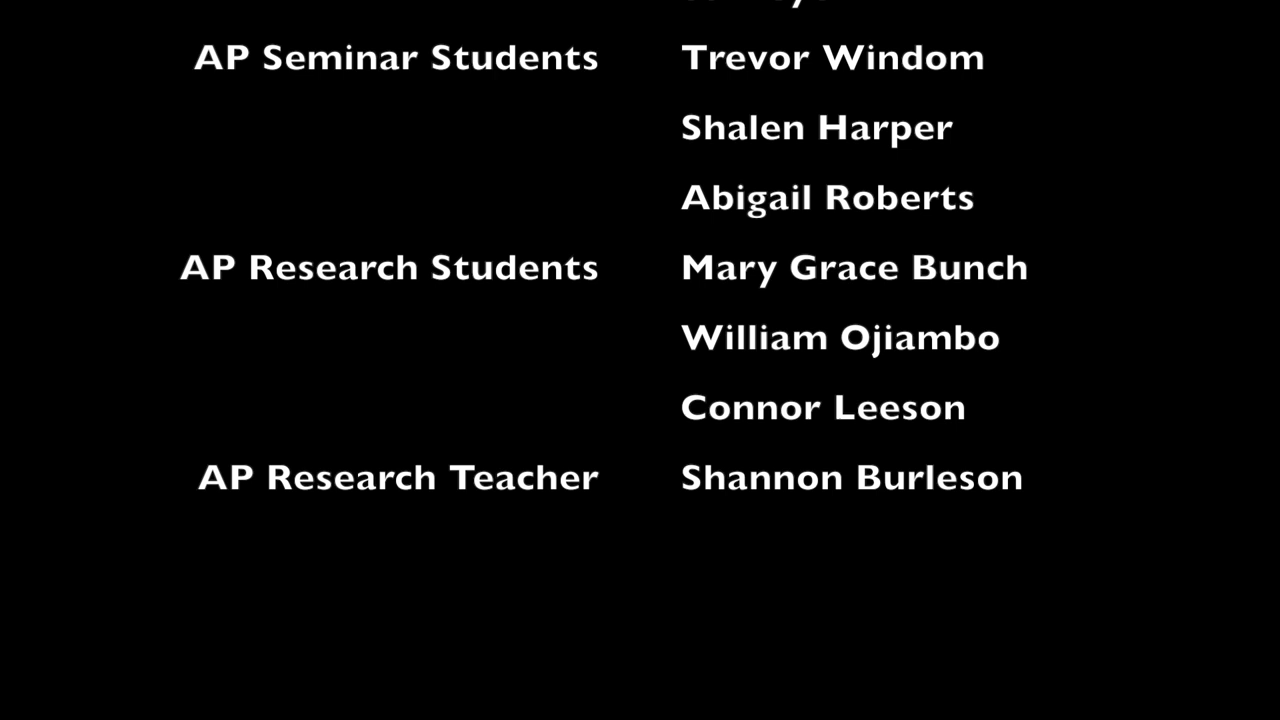 AP Seminar Students Trevor Windom
Shalen Harper
Abigail Roberts
AP Research Students Mary Grace Bunch
William Ojiambo
Connor Leeson
AP Research Teacher Shannon Burleson